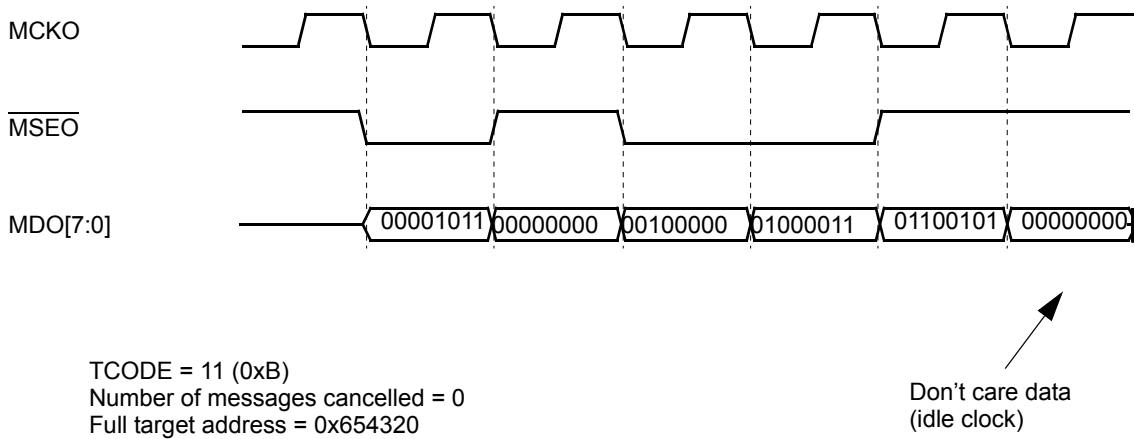 MCKO
MSEO
MDO[7:0]
00001011 00000000 00100000 01000011 01100101 00000000
TCODE = 11 (0xB)
Number of messages cancelled = 0
Full target address = 0x654320
Don't care data
(idle clock)